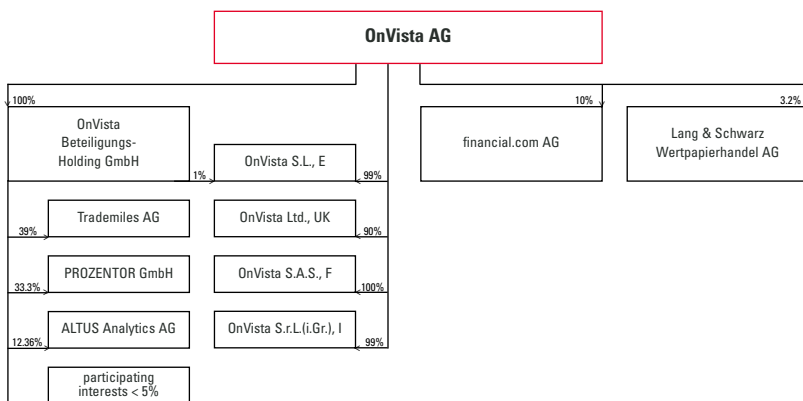 OnVista AG
100%
10%
3.2%
OnVista
Beteiligungs-
Holding GmbH
financial.com AG
Lang & Schwarz
Wertpapierhandel AG
OnVista S.L., E
1%
99%
Trademiles AG
OnVista Ltd., UK
39%
90%
PROZENTOR GmbH
OnVista S.A.S., F
33.3%
100%
ALTUS Analytics AG
OnVista S.r.L.(i.Gr.), I
12.36%
99%
participating
interests < 5%